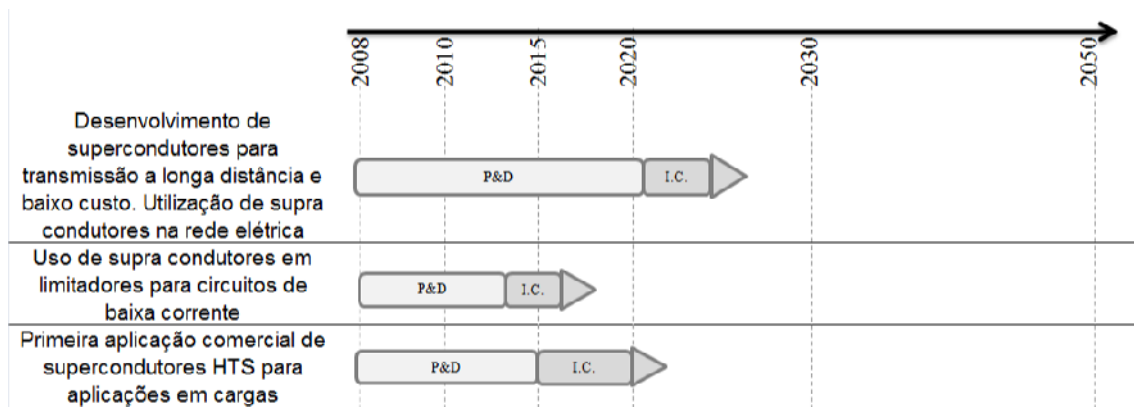 2008
2010
2015
2020
2030
2050
Desenvolvimento de
supercondutores para
transmissão a longa distância e
baixo custo. Utilização de supra
condutores na rede elétrica
P&D
I.C.
Uso de supra condutores em
limitadores para circuitos de
baixa corrente
P&D
I.C.
Primeira aplicação comercial de
supercondutores HTS para
aplicações em cargas
P&D
I.C.